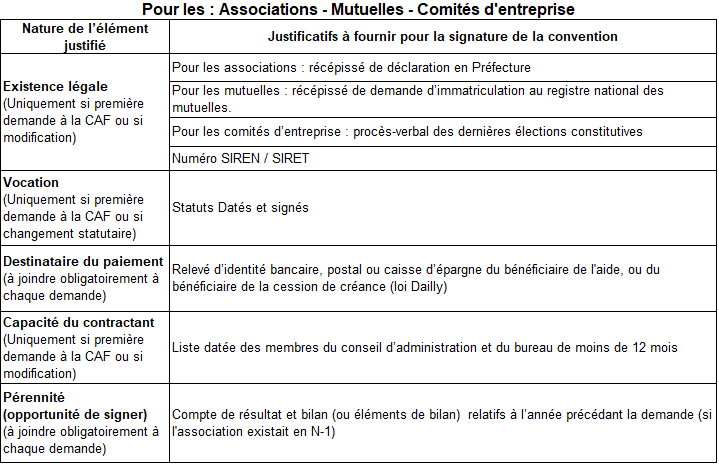 Pour les : Associations - Mutuelles - Comités d'entreprise
Nature de l'élément
justifié
Justificatifs à fournir pour la signature de la convention
Existence légale
(Uniquement si première
demande à la CAF ou si
modification)
Pour les associations : récépissé de déclaration en Préfecture
Pour les mutuelles : récépissé de demande d'immatriculation au registre national des
mutuelles.
Pour les comités d'entreprise : procès-verbal des dernières élections constitutives
Numéro SIREN / SIRET
Vocation
(Uniquement si première
demande à la CAF ou si
changement statutaire)
Statuts Datés et signés
Destinataire du paiement
(à joindre obligatoirement à
chaque demande)
Relevé d'identité bancaire, postal ou caisse d'épargne du bénéficiaire de l'aide, ou du
bénéficiaire de la cession de créance (loi Dailly)
Capacité du contractant
(Uniquement si première
demande à la CAF ou si
modification)
Liste datée des membres du conseil d'administration et du bureau de moins de 12 mois
Pérennité
(opportunité de signer)
(à joindre obligatoirement à
chaque demande)
Compte de résultat et bilan (ou éléments de bilan) relatifs à l'année précédant la demande (si
l'association existait en N-1)